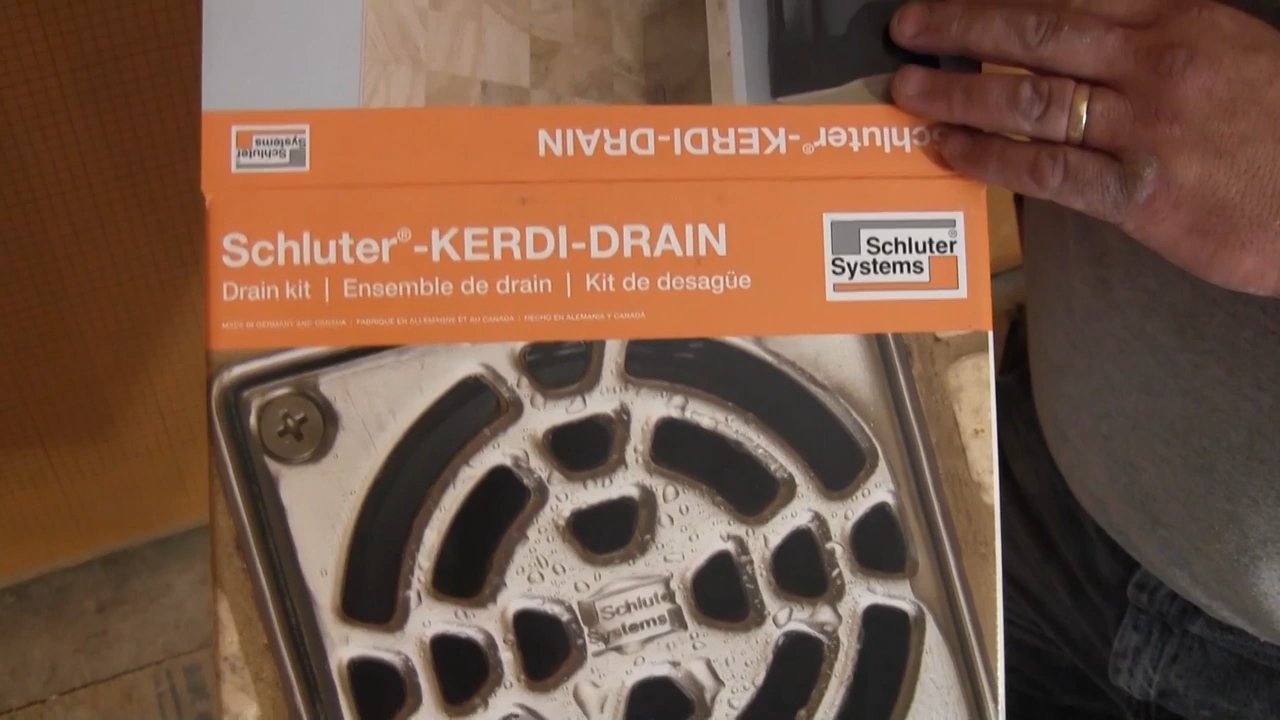 Schluter®-KERDI-DRAIN
Schluter
Systems
Schluter®-KERDI-DRAIN
Drain kit | Ensemble de drain | Kit de desagüe
MADE IN GERMANY AND CANADA | FABRIQUÉ EN ALLEMAGNE ET AU CANADA | HECHO EN ALEMANIA Y CANADÁ
Schluter®
Systems
Schluter
Systems